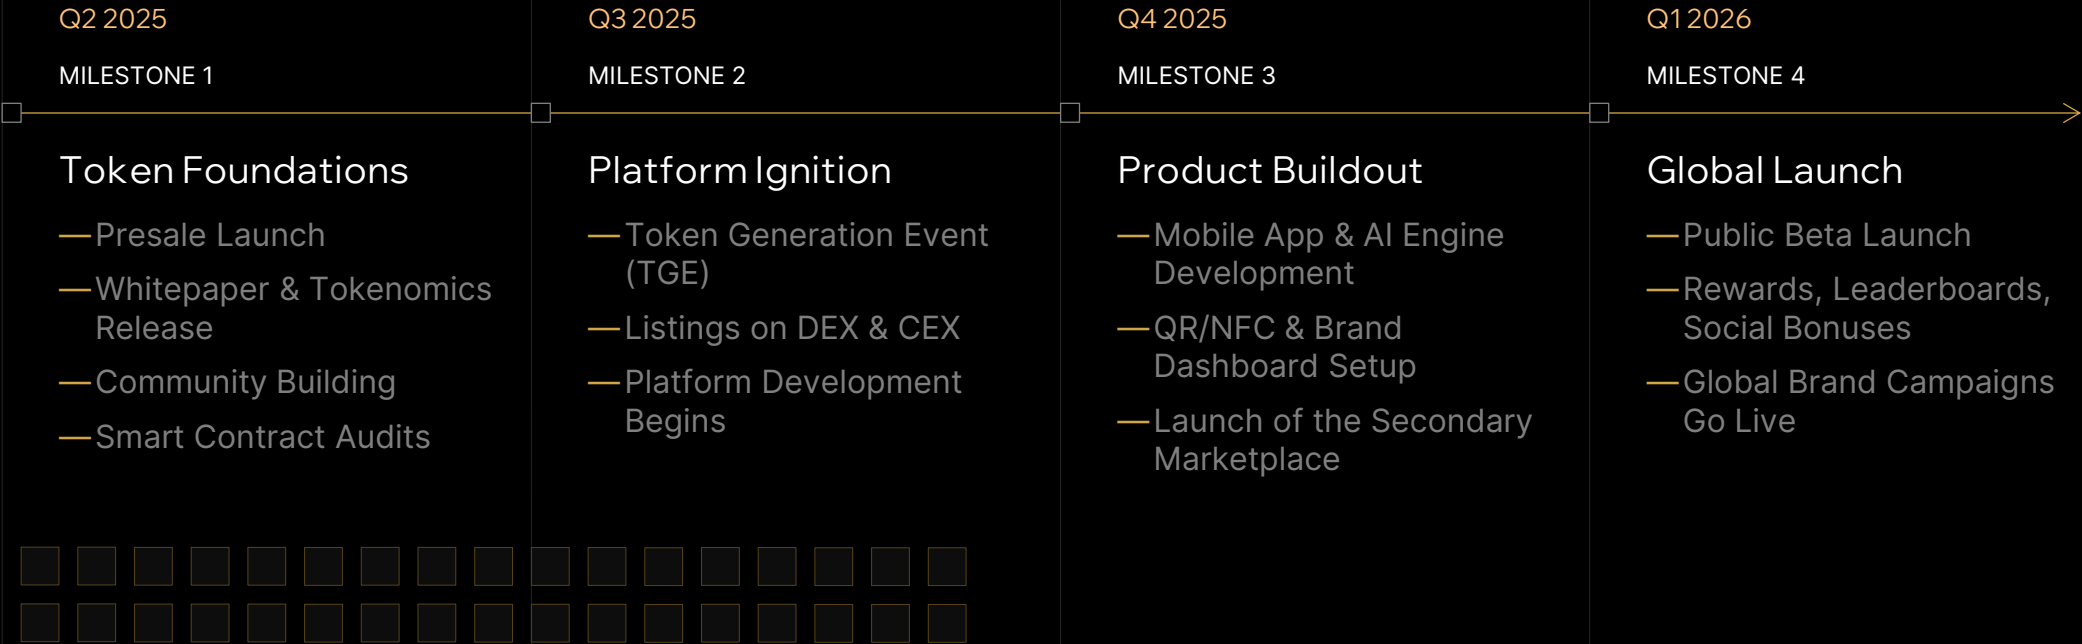 Q2 2025
MILESTONE 1
Token Foundations
Presale Launch
Whitepaper & Tokenomics
Release
Community Building
Smart Contract Audits
Q3 2025
MILESTONE 2
Platform Ignition
Token Generation Event
(TGE)
Listings on DEX & CEX
Platform Development
Begins
Q4 2025
MILESTONE 3
Product Buildout
Mobile App & AI Engine
Development
QR/NFC & Brand
Dashboard Setup
Launch of the Secondary
Marketplace
Q1 2026
MILESTONE 4
Global Launch
Public Beta Launch
Rewards, Leaderboards,
Social Bonuses
Global Brand Campaigns
Go Live